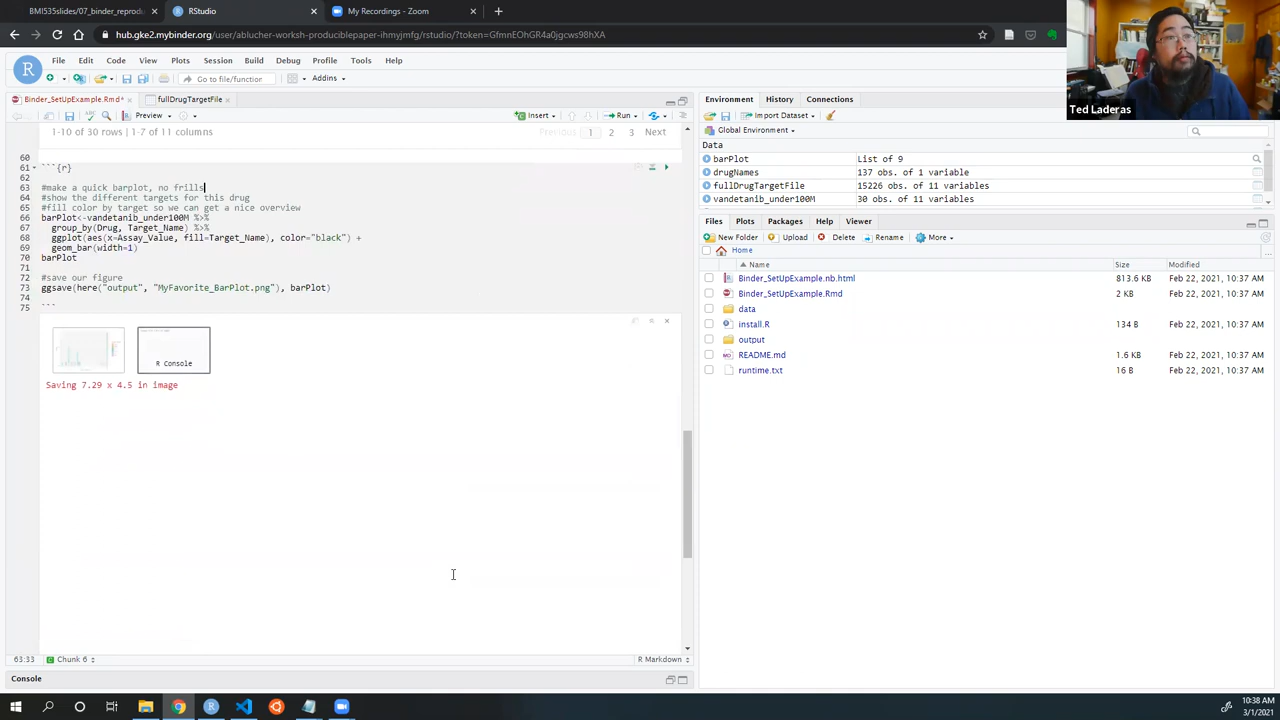 BMI535slides/07_binder_reprodu
RStudio
My Recordings - Zoom
hub.gke2.mybinder.org/user/ablucher-worksh-produciblepaper-ihmyjmfg/rstudio/?token=GfmnEOhGR4a0jgcws98hXA
R
File Edit Code View Plots Session Build Debug Profile Tools Help
Go to file/function
Addins
Binder_SetUpExample.Rmd*
fullDrugTargetFile
Preview
Insert
Run
1-10 of 30 rows | 1-7 of 11 columns
Previous 1 2 3 Next
60
61 ```{r}
62
63 #make a quick barplot, no frills
64 #show the different targets for this drug
65 #fill color by target so we can get a nice overview
66 barPlot<-vandetanib_under100M %>%
67 group_by(Drug, Target_Name) %>%
68 ggplot(aes(x=Assay_Value, fill=Target_Name), color="black") +
69 geom_bar(width=1)
70 barPlot
71
72 #save our figure
73 ggsave(here("output", "MyFavorite_BarPlot.png"), barPlot)
74
75 ```
R Console
Saving 7.29 x 4.5 in image
63:33 Chunk 6 R Markdown
Console
Environment History Connections
Import Dataset
Global Environment
Data
barPlot List of 9
drugNames 137 obs. of 1 variable
fullDrugTargetFile 15226 obs. of 11 variables
vandetanib_under100M 30 obs. of 11 variables
Files Plots Packages Help Viewer
New Folder Upload Delete Rename More
Home
Name Size Modified
Binder_SetUpExample.nb.html 813.6 KB Feb 22, 2021, 10:37 AM
Binder_SetUpExample.Rmd 2 KB Feb 22, 2021, 10:37 AM
data
install.R 134 B Feb 22, 2021, 10:37 AM
output
README.md 1.6 KB Feb 22, 2021, 10:37 AM
runtime.txt 16 B Feb 22, 2021, 10:37 AM
Ted Laderas
10:38 AM
3/1/2021